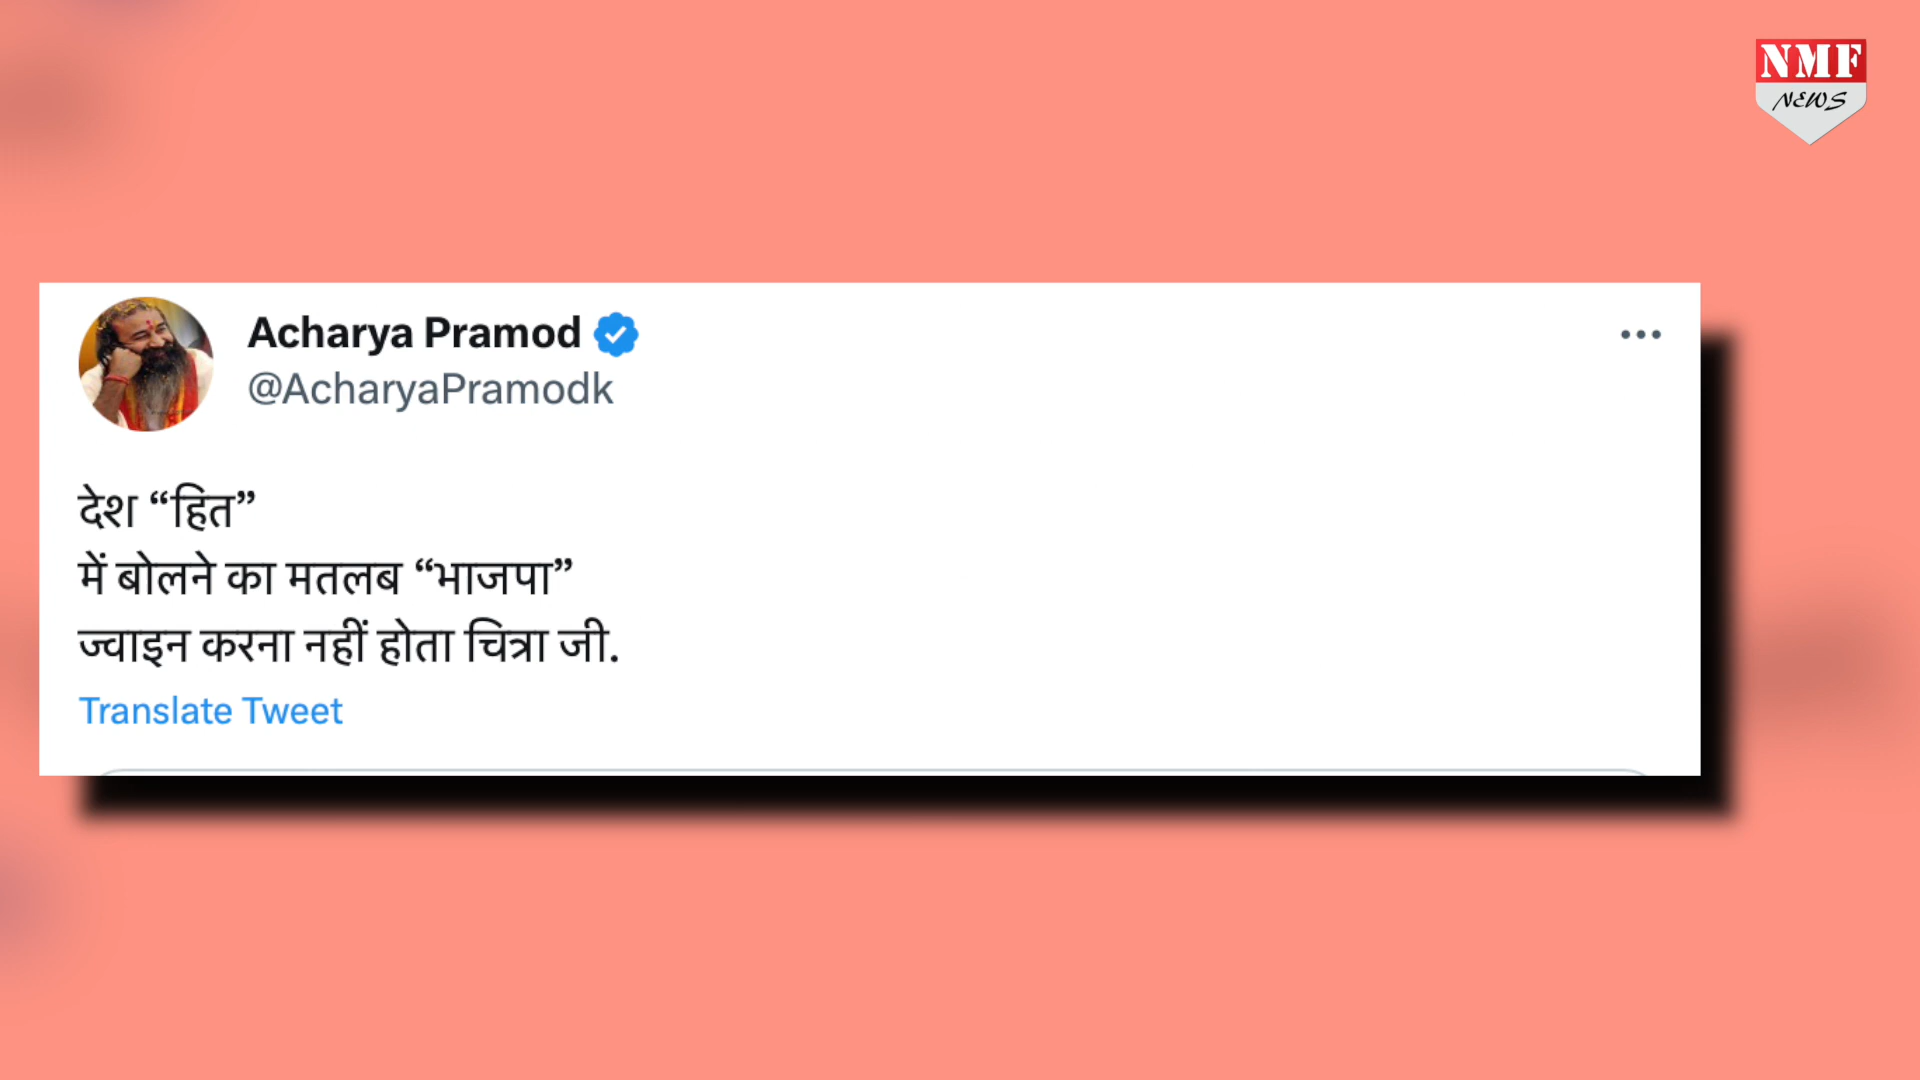 NMF
NEWS
Acharya Pramod
@AcharyaPramodk
देश “हित”
में बोलने का मतलब “भाजपा”
ज्वाइन करना नहीं होता चित्रा जी.
Translate Tweet